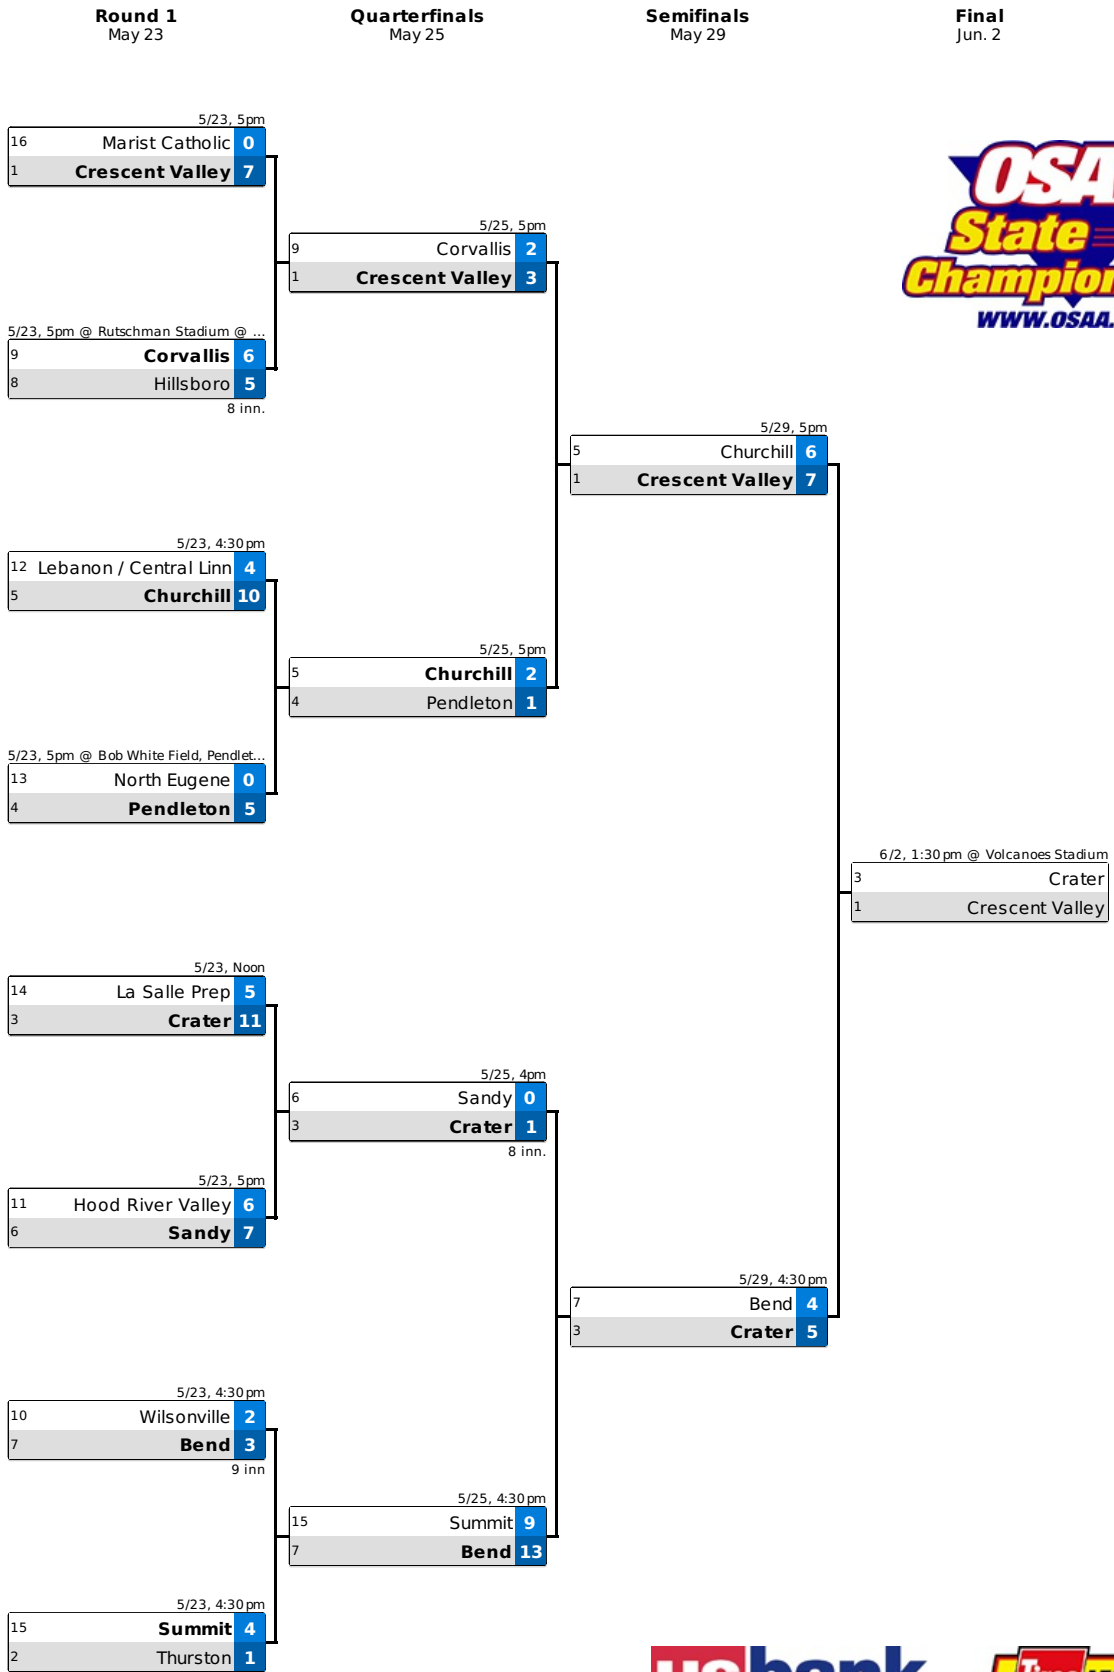 Round 1
May 23
Quarterfinals
May 25
Semifinals
May 29
Final
Jun. 2
5/23, 5pm
16 Marist Catholic 0
1 Crescent Valley 7
5/23, 5pm @ Rutschman Stadium @ ...
9 Corvallis 6
8 Hillsboro 5
8 inn.
5/23, 4:30pm
12 Lebanon / Central Linn 4
5 Churchill 10
5/23, 5pm @ Bob White Field, Pendlet...
13 North Eugene 0
4 Pendleton 5
5/23, Noon
14 La Salle Prep 5
3 Crater 11
5/23, 5pm
11 Hood River Valley 6
6 Sandy 7
5/23, 4:30pm
10 Wilsonville 2
7 Bend 3
9 inn
5/23, 4:30pm
15 Summit 4
2 Thurston 1
5/25, 5pm
9 Corvallis 2
1 Crescent Valley 3
5/25, 5pm
5 Churchill 2
4 Pendleton 1
5/25, 4pm
6 Sandy 0
3 Crater 1
8 inn.
5/25, 4:30pm
15 Summit 9
7 Bend 13
5/29, 5pm
5 Churchill 6
1 Crescent Valley 7
5/29, 4:30pm
7 Bend 4
3 Crater 5
6/2, 1:30pm @ Volcanoes Stadium
3 Crater
1 Crescent Valley
OSA
State
Champion
WWW.OSAA.
usbank